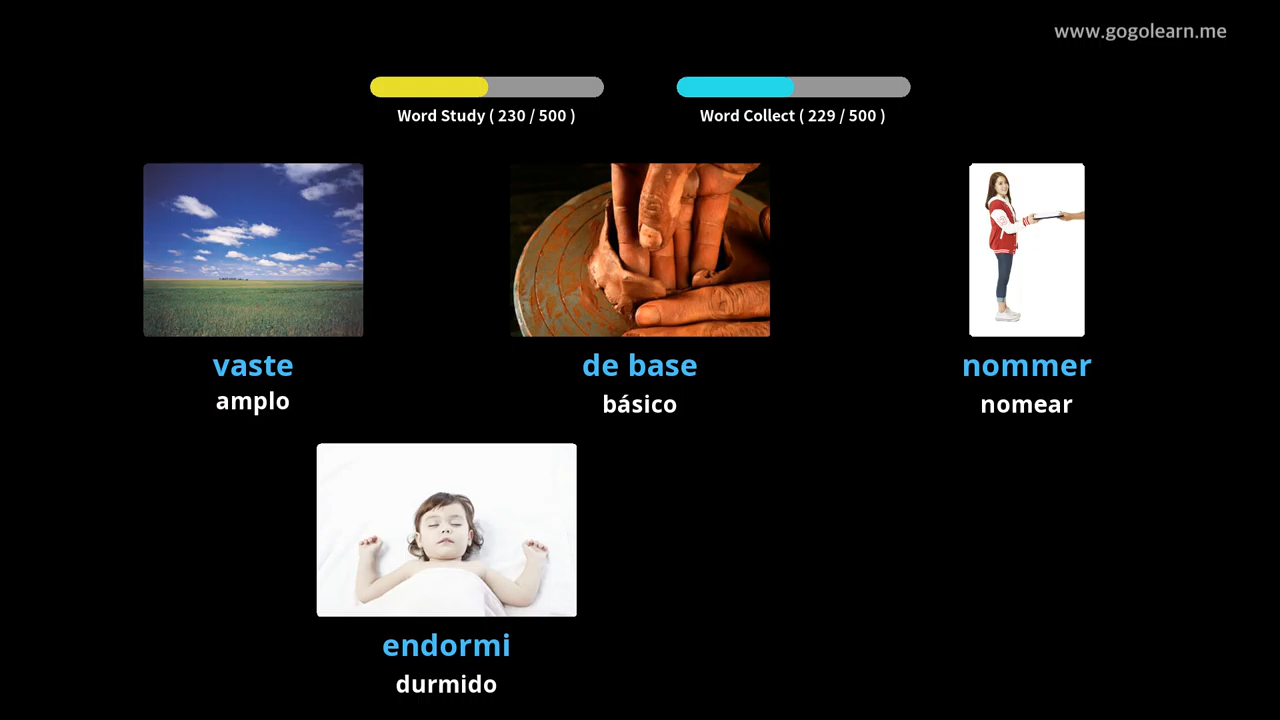 www.gogolearn.me
Word Study ( 230 / 500 )
Word Collect ( 229 / 500 )
vaste
amplo
de base
básico
nommer
nomear
endormi
durmido